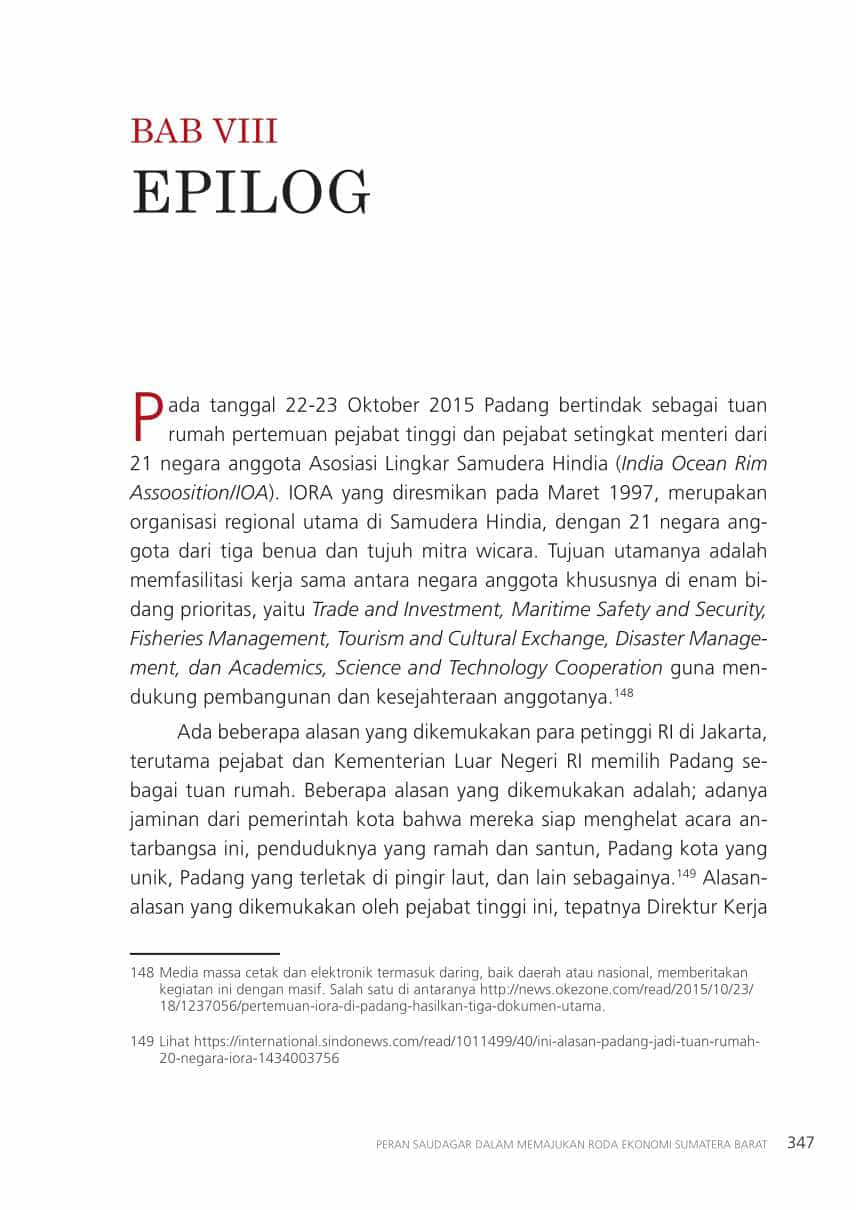 BAB VIII
EPILOG
Pada tanggal 22-23 Oktober 2015 Padang bertindak sebagai tuan
rumah pertemuan pejabat tinggi dan pejabat setingkat menteri dari
21 negara anggota Asosiasi Lingkar Samudera Hindia (India Ocean Rim
Assoosition/IOA). IORA yang diresmikan pada Maret 1997, merupakan
organisasi regional utama di Samudera Hindia, dengan 21 negara ang-
gota dari tiga benua dan tujuh mitra wicara. Tujuan utamanya adalah
memfasilitasi kerja sama antara negara anggota khususnya di enam bi-
dang prioritas, yaitu Trade and Investment, Maritime Safety and Security,
Fisheries Management, Tourism and Cultural Exchange, Disaster Manage-
ment, dan Academics, Science and Technology Cooperation guna men-
dukung pembangunan dan kesejahteraan anggotanya.148
Ada beberapa alasan yang dikemukakan para petinggi RI di Jakarta,
terutama pejabat dan Kementerian Luar Negeri RI memilih Padang se-
bagai tuan rumah. Beberapa alasan yang dikemukakan adalah; adanya
jaminan dari pemerintah kota bahwa mereka siap menghelat acara an-
tarbangsa ini, penduduknya yang ramah dan santun, Padang kota yang
unik, Padang yang terletak di pingir laut, dan lain sebagainya.149 Alasan-
alasan yang dikemukakan oleh pejabat tinggi ini, tepatnya Direktur Kerja
148 Media massa cetak dan elektronik termasuk daring, baik daerah atau nasional, memberitakan
kegiatan ini dengan masif. Salah satu di antaranya http://news.okezone.com/read/2015/10/23/
18/1237056/pertemuan-iora-di-padang-hasilkan-tiga-dokumen-utama.
149 Lihat https://international.sindonews.com/read/1011499/40/ini-alasan-padang-jadi-tuan-rumah-
20-negara-iora-1434003756
PERAN SAUDAGAR DALAM MEMAJUKAN RODA EKONOMI SUMATERA BARAT 347